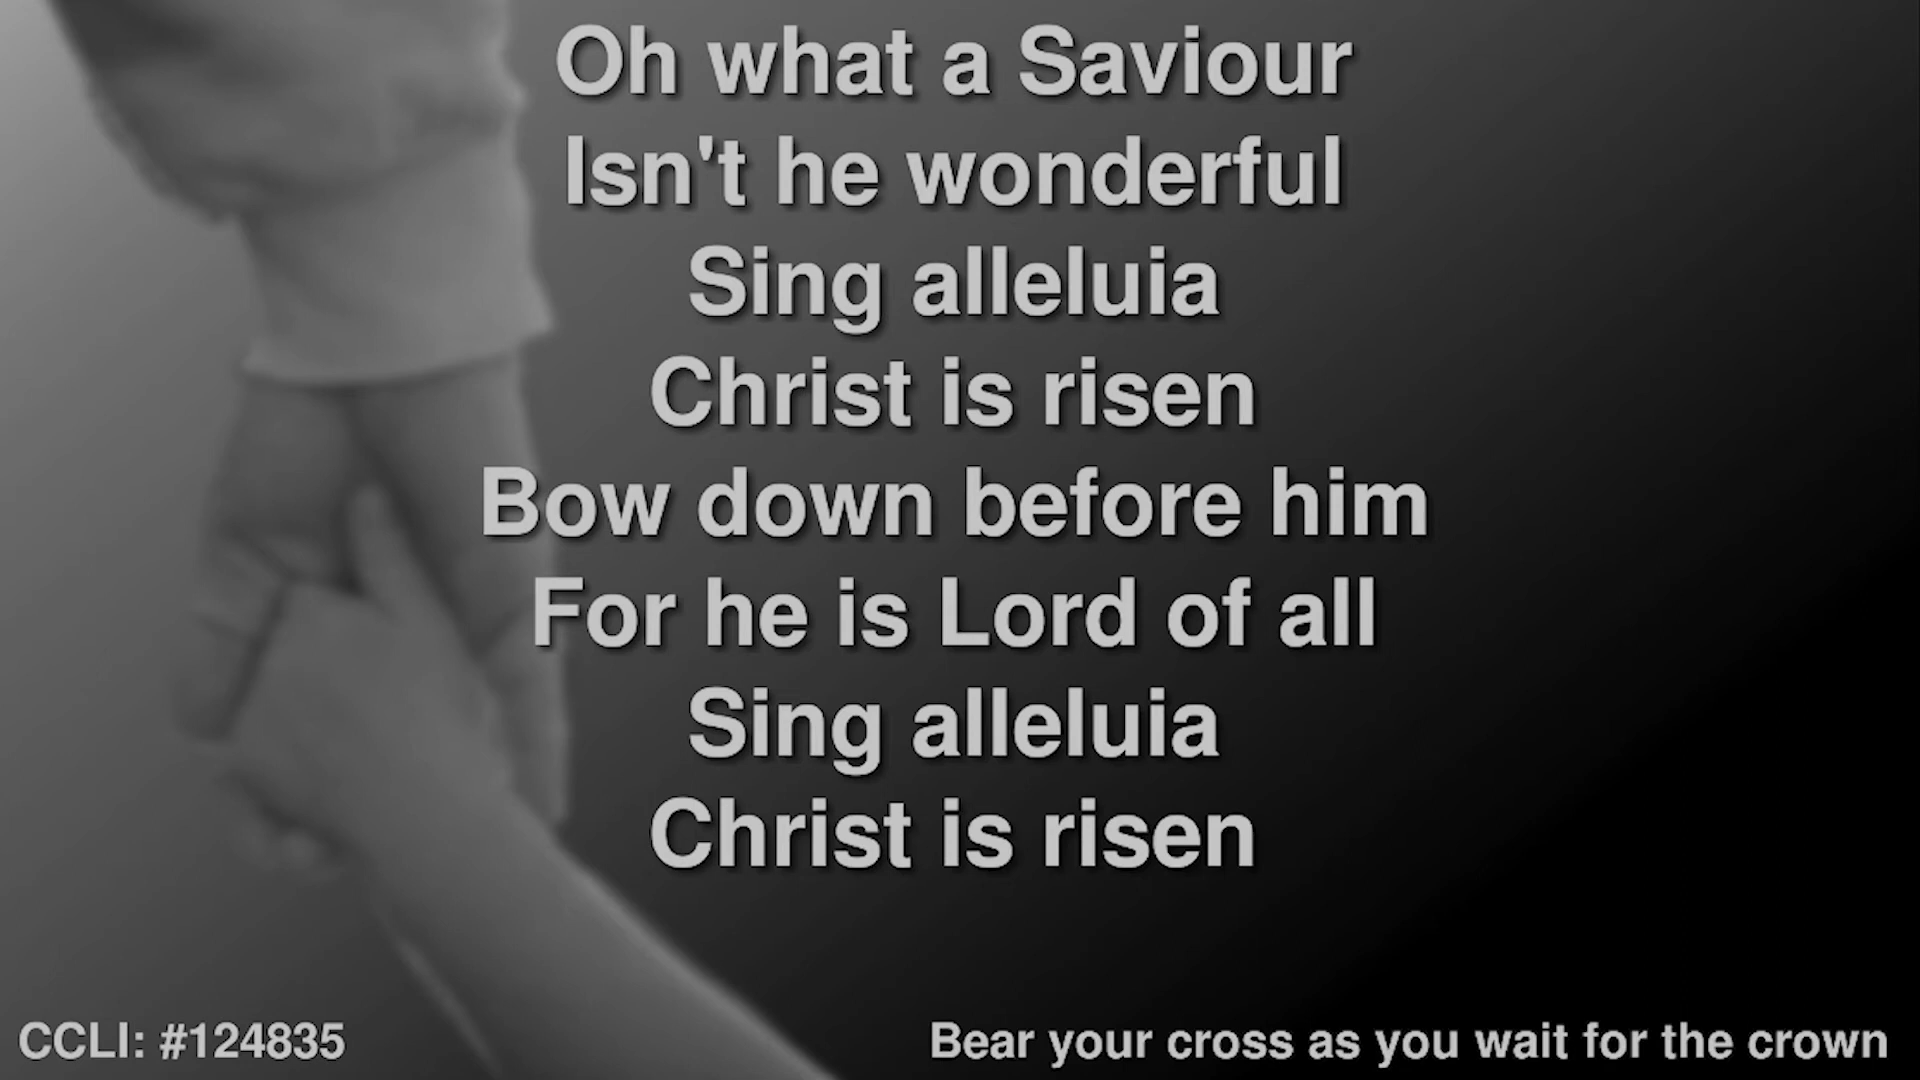 Oh what a Saviour
Isn't he wonderful
Sing alleluia
Christ is risen
Bow down before him
For he is Lord of all
Sing alleluia
Christ is risen
CCLI: #124835
Bear your cross as you wait for the crown